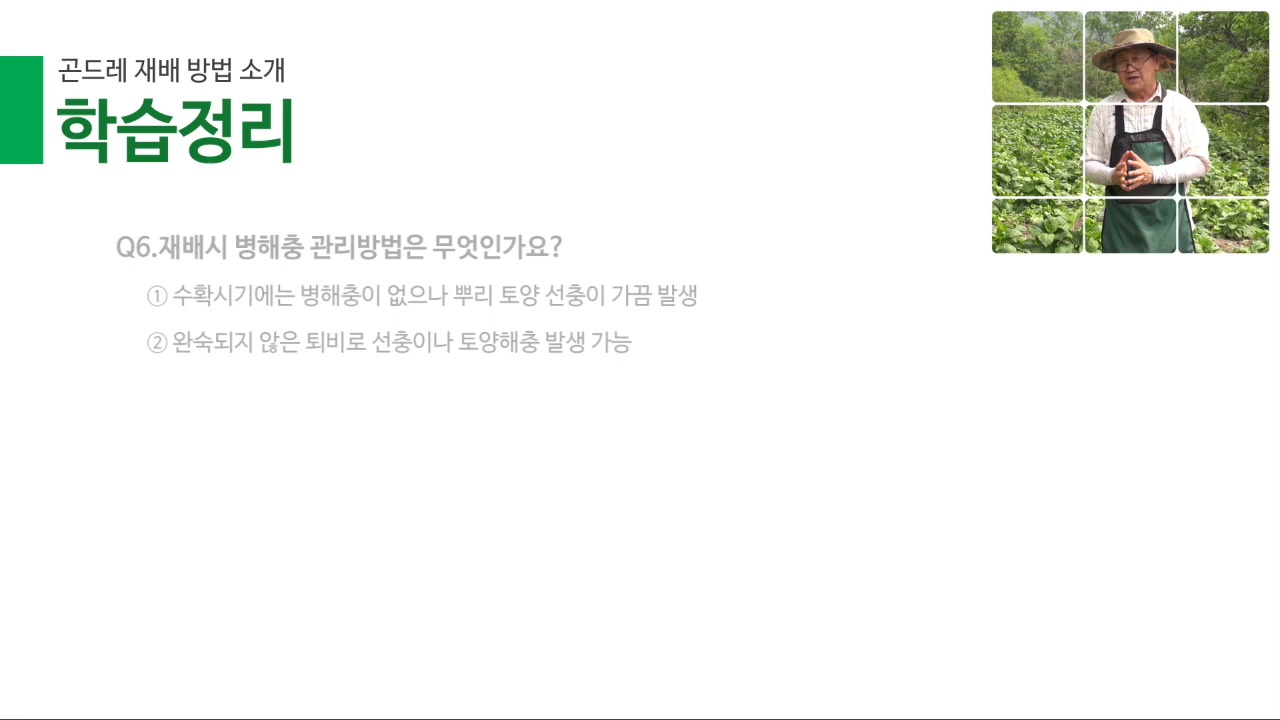 곤드레 재배 방법 소개
학습정리
Q6.재배시 병해충 관리방법은 무엇인가요?
① 수확시기에는 병해충이 없으나 뿌리 토양 선충이 가끔 발생
② 완숙되지 않은 퇴비로 선충이나 토양해충 발생 가능